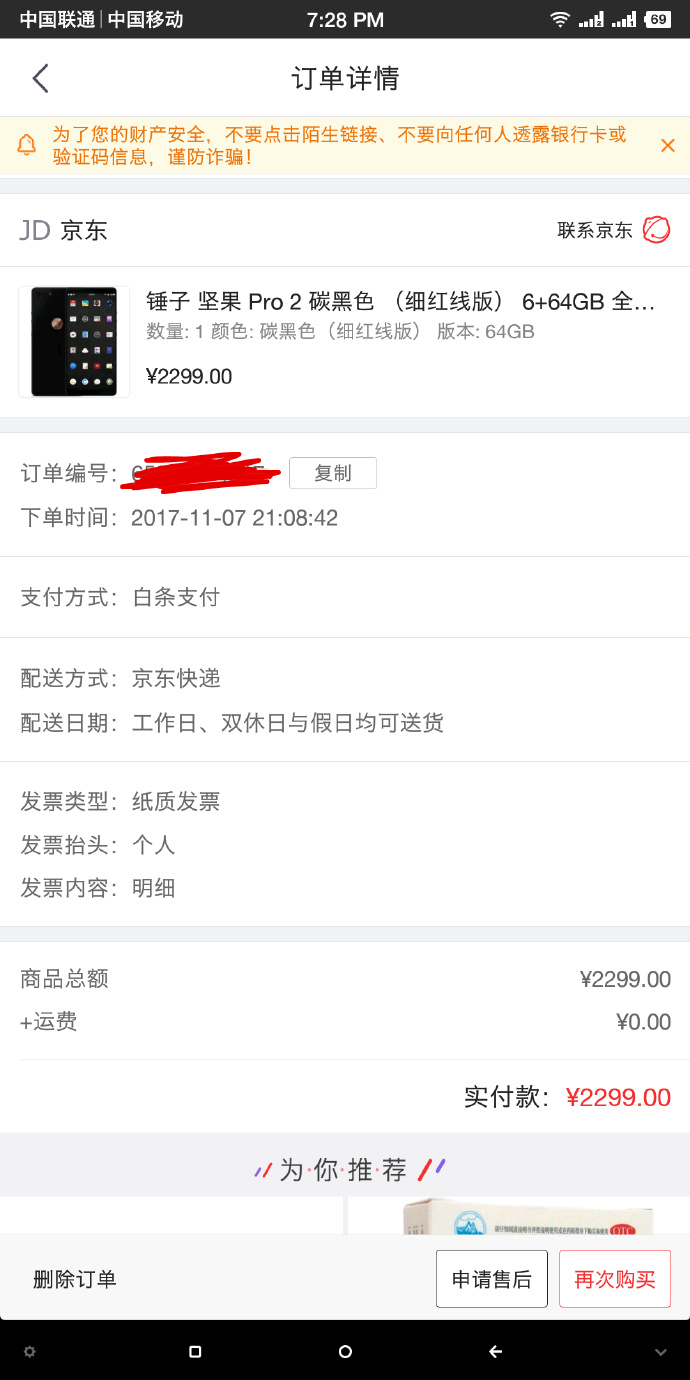 中国联通|中国移动 7:28 PM 69
订单详情
为了您的财产安全，不要点击陌生链接、不要向任何人透露银行卡或
验证码信息，谨防诈骗！
JD 京东 联系京东
锤子 坚果 Pro 2 碳黑色 （细红线版） 6+64GB 全...
数量: 1 颜色: 碳黑色（细红线版） 版本: 64GB
¥2299.00
订单编号： 复制
下单时间： 2017-11-07 21:08:42
支付方式： 白条支付
配送方式： 京东快递
配送日期： 工作日、双休日与假日均可送货
发票类型： 纸质发票
发票抬头： 个人
发票内容： 明细
商品总额 ¥2299.00
+运费 ¥0.00
实付款： ¥2299.00
为·你·推·荐
OTC
删除订单 申请售后 再次购买